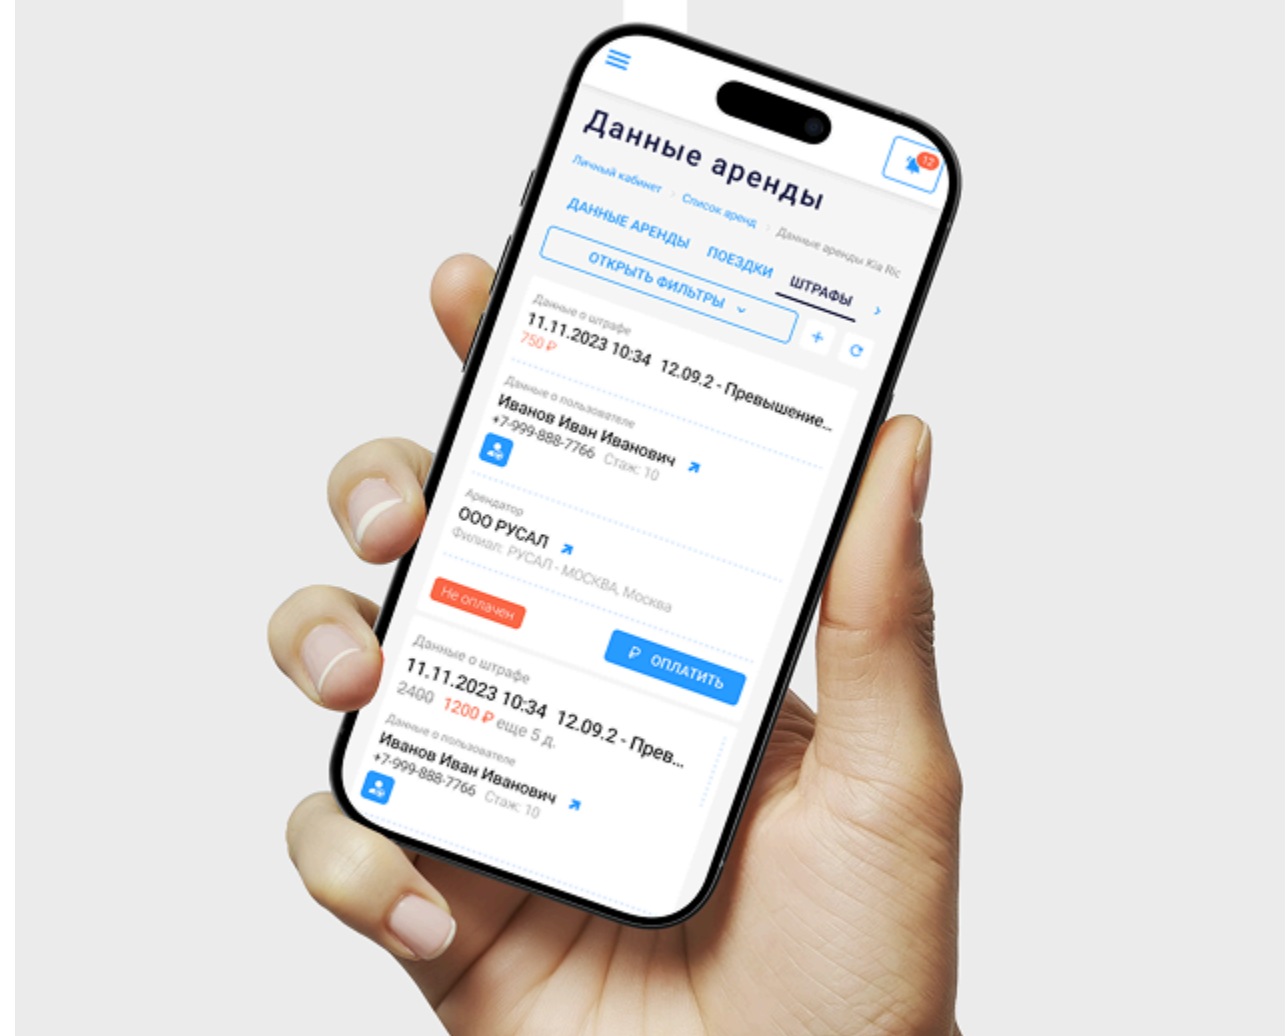 12
Данные аренды
Личный кабинет > Список аренд > Данные аренды Kia Ric
ДАННЫЕ АРЕНДЫ ПОЕЗДКИ ШТРАФЫ >
ОТКРЫТЬ ФИЛЬТРЫ
Данные о штрафе
11.11.2023 10:34 12.09.2 - Превышение...
750 ₽
Данные о пользователе
Иванов Иван Иванович
+7-999-888-7766 Стаж: 10
Арендатор
ООО РУСАЛ
Филиал: РУСАЛ - МОСКВА, Москва
Не оплачен
₽ ОПЛАТИТЬ
Данные о штрафе
11.11.2023 10:34 12.09.2 - Прев...
2400 1200 ₽ еще 5 д.
Данные о пользователе
Иванов Иван Иванович
+7-999-888-7766 Стаж: 10